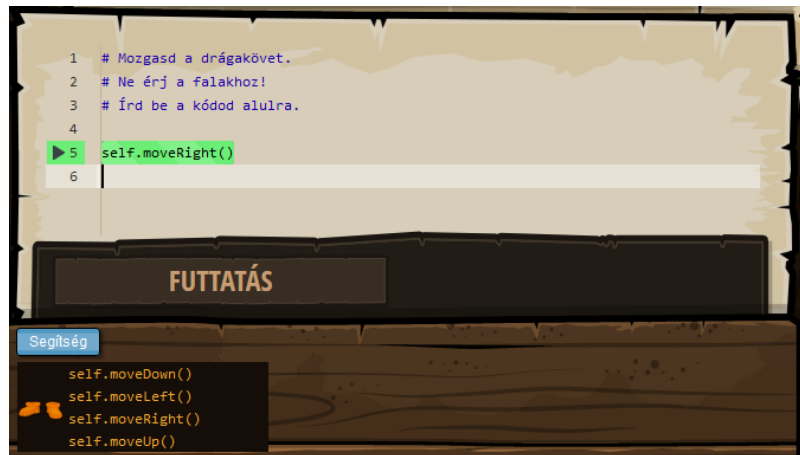 1 # Mozgasd a drágakövet.
2 # Ne érj a falakhoz!
3 # Írd be a kódod alulra.
4
5 self.moveRight()
6
FUTTATÁS
Segítség
self.moveDown()
self.moveLeft()
self.moveRight()
self.moveUp()